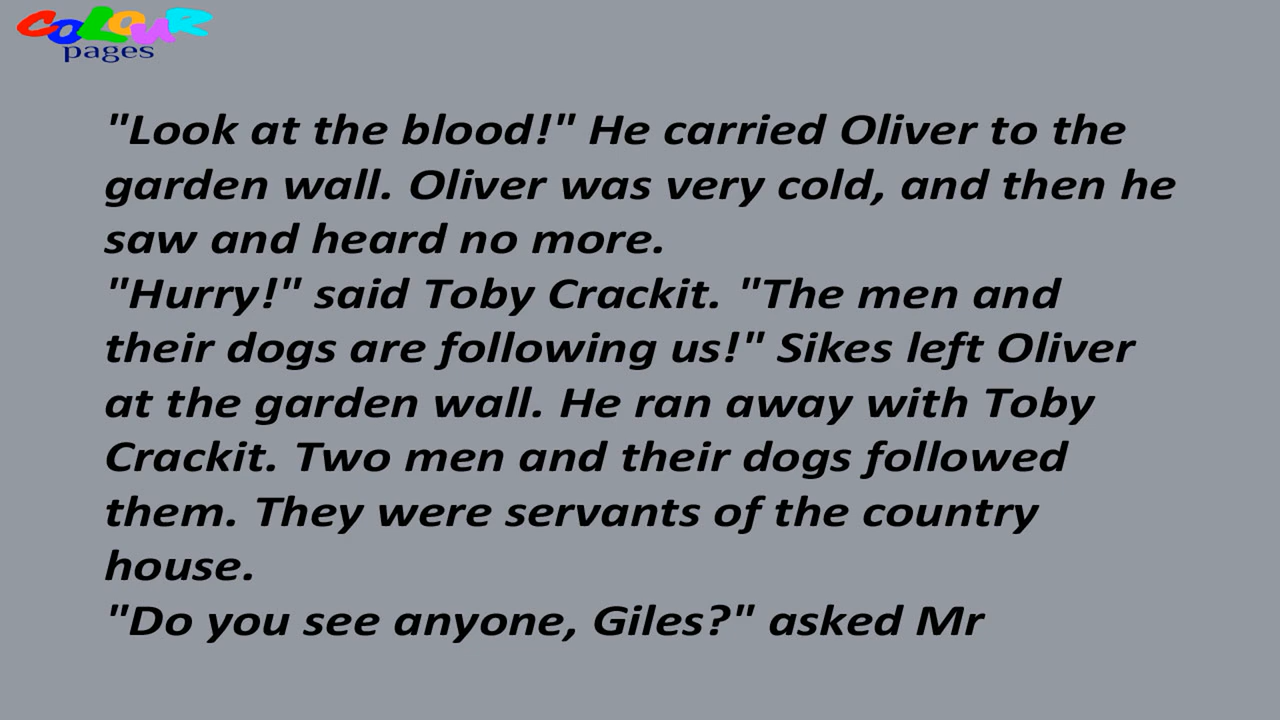 COLOUR
pages
"Look at the blood!" He carried Oliver to the
garden wall. Oliver was very cold, and then he
saw and heard no more.
"Hurry!" said Toby Crackit. "The men and
their dogs are following us!" Sikes left Oliver
at the garden wall. He ran away with Toby
Crackit. Two men and their dogs followed
them. They were servants of the country
house.
"Do you see anyone, Giles?" asked Mr